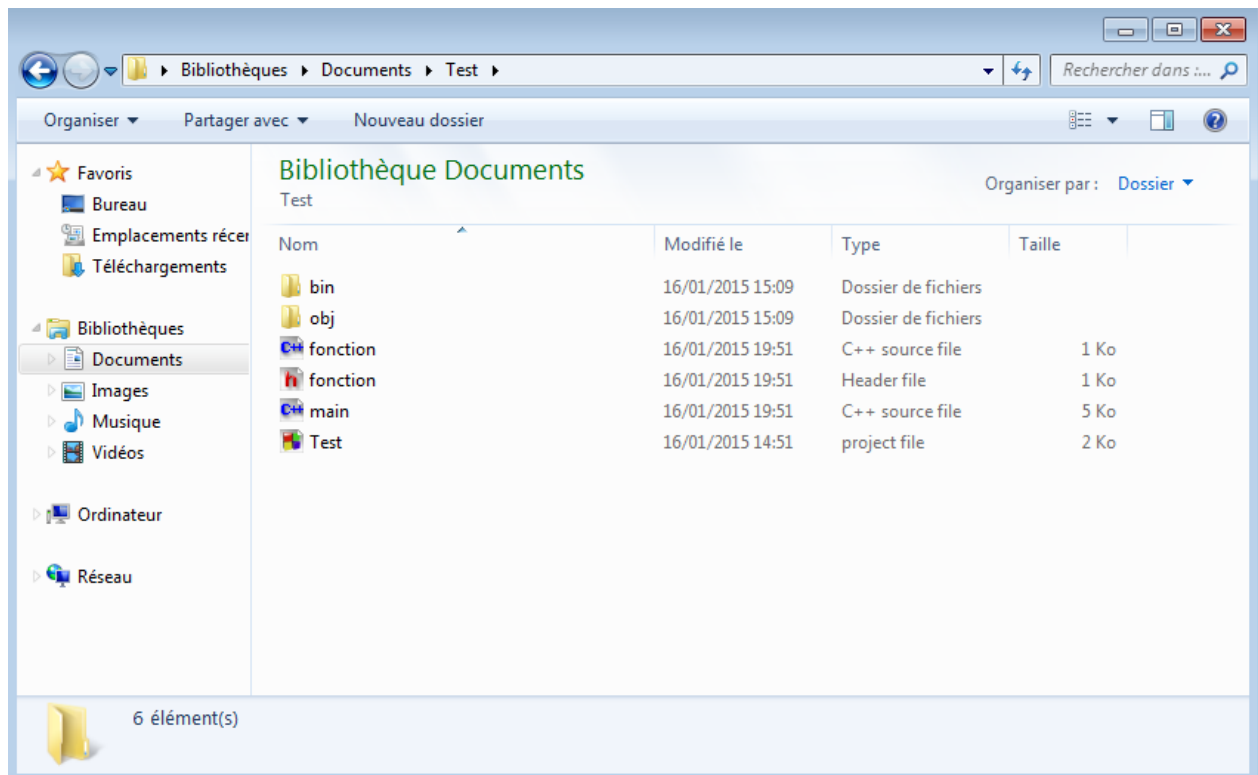 Bibliothèques Documents Test
Rechercher dans :...
Organiser Partager avec Nouveau dossier
Favoris
Bureau
Emplacements récen
Téléchargements
Bibliothèques
Documents
Images
Musique
Vidéos
Ordinateur
Réseau
Bibliothèque Documents
Test
Organiser par : Dossier
Nom Modifié le Type Taille
bin 16/01/2015 15:09 Dossier de fichiers
obj 16/01/2015 15:09 Dossier de fichiers
C++ fonction 16/01/2015 19:51 C++ source file 1 Ko
h fonction 16/01/2015 19:51 Header file 1 Ko
C++ main 16/01/2015 19:51 C++ source file 5 Ko
Test 16/01/2015 14:51 project file 2 Ko
6 élément(s)